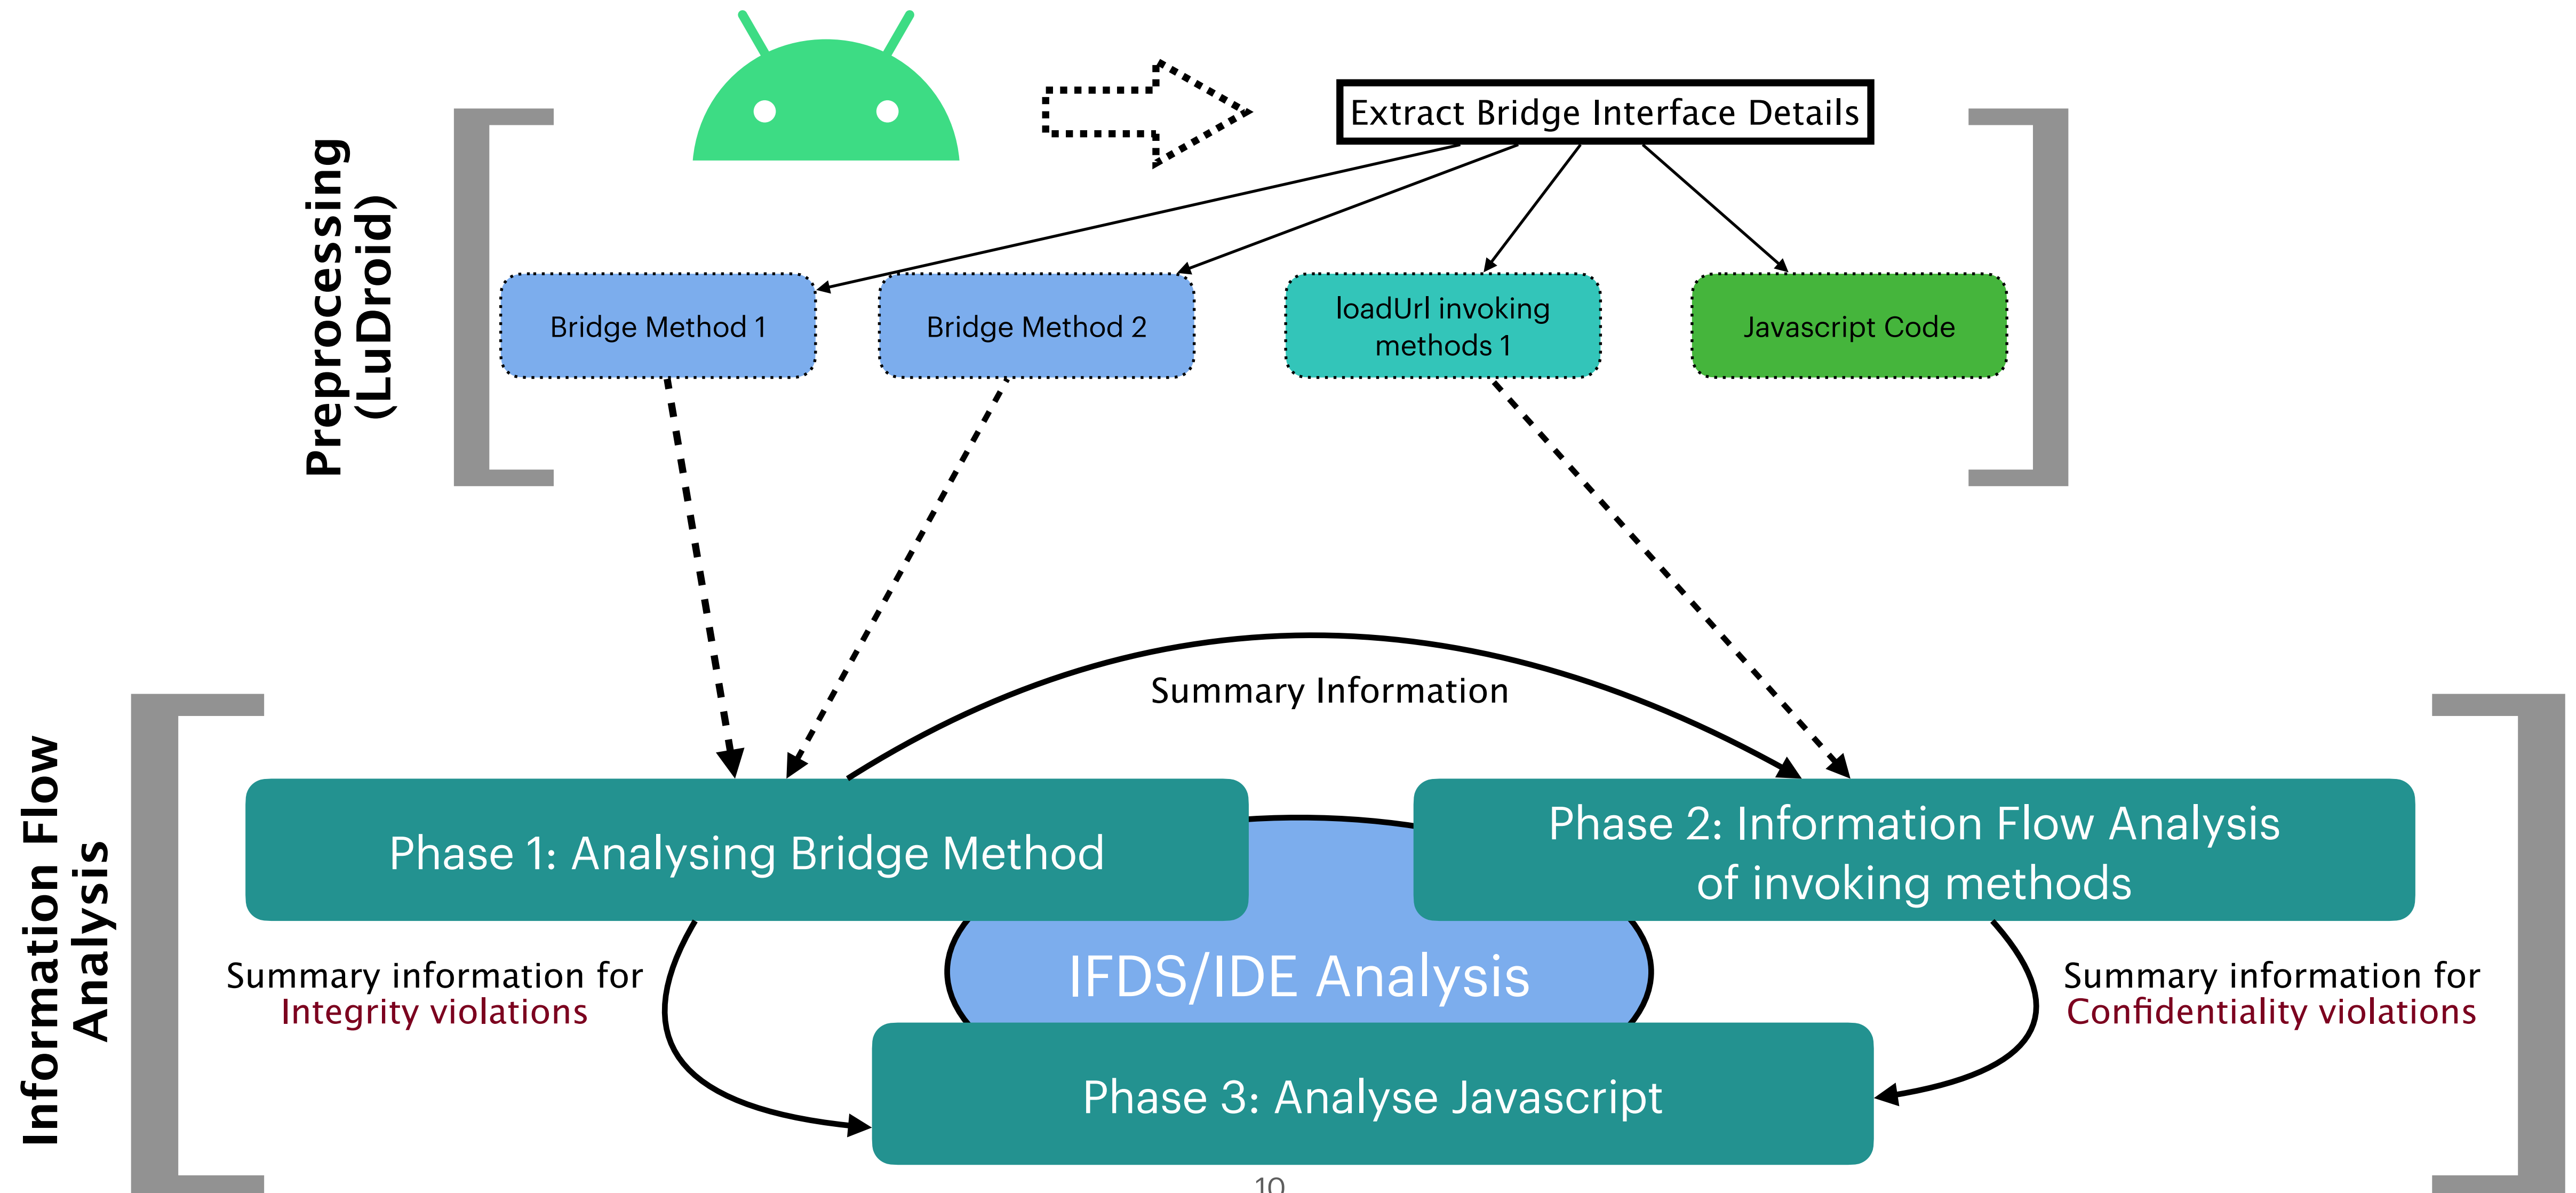 Extract Bridge Interface Details
Preprocessing
(LuDroid)
Bridge Method 1
Bridge Method 2
loadUrl invoking
methods 1
Javascript Code
Summary Information
Information Flow
Analysis
Phase 1: Analysing Bridge Method
Phase 2: Information Flow Analysis
of invoking methods
IFDS/IDE Analysis
Summary information for
Integrity violations
Summary information for
Confidentiality violations
Phase 3: Analyse Javascript
10